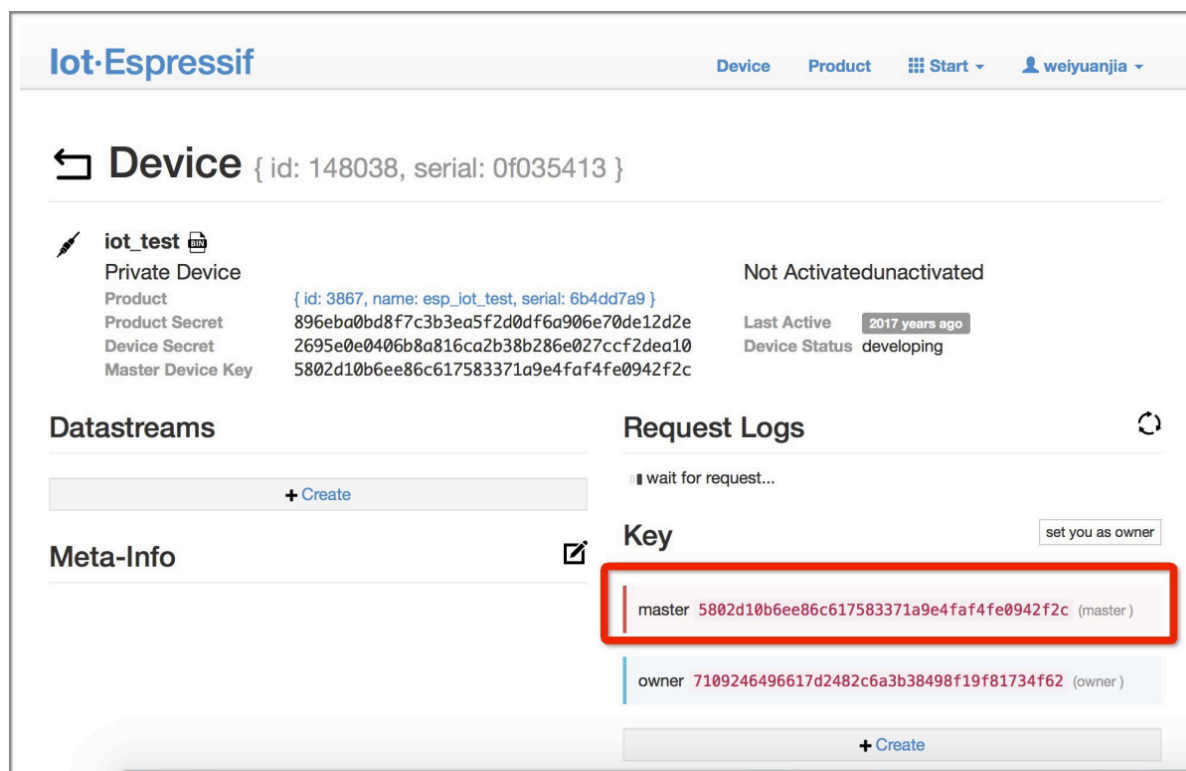 Iot·Espressif
Device Product Start weiyuanjia
Device { id: 148038, serial: 0f035413 }
iot_test BIN
Private Device
Product { id: 3867, name: esp_iot_test, serial: 6b4dd7a9 }
Product Secret 896eba0bd8f7c3b3ea5f2d0df6a906e70de12d2e
Device Secret 2695e0e0406b8a816ca2b38b286e027ccf2dea10
Master Device Key 5802d10b6ee86c617583371a9e4faf4fe0942f2c
Not Activatedunactivated
Last Active 2017 years ago
Device Status developing
Datastreams
+ Create
Meta-Info
Request Logs
wait for request...
Key
set you as owner
master 5802d10b6ee86c617583371a9e4faf4fe0942f2c (master )
owner 7109246496617d2482c6a3b38498f19f81734f62 (owner )
+ Create